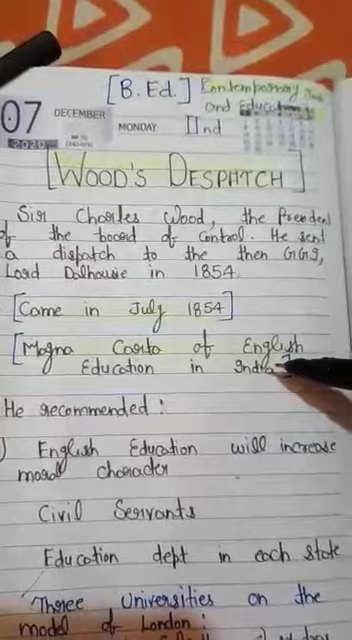 [B.Ed.] Contemporary
and Education
07 DECEMBER
MONDAY IInd
2020
[WOOD'S DESPATCH]
Sir Charles Wood, the President
of the board of Control. He sent
a dispatch to the then GG9,
Lord Dalhousie in 1854.
[Came in July 1854]
[Magna Carta of English
Education in India]
He recommended:
) English Education will increase
moral character
Civil Servants
Education dept in each state
Three Universities on the
model of London: